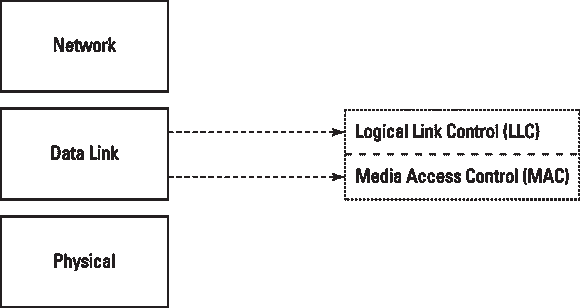 Network
Data Link
Logical Link Control (LLC)
Media Access Control (MAC)
Physical